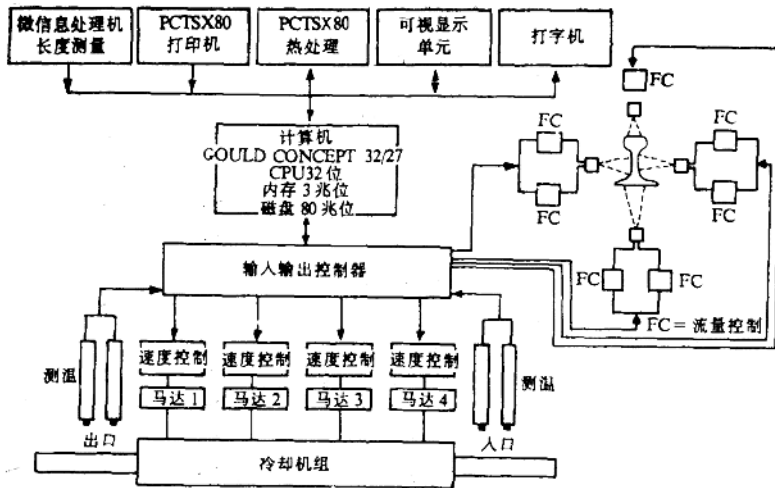 微信息处理机
长度测量
PCTSX80
打印机
PCTSX80
热处理
可视显示
单元
打字机
FC
FC
FC
FC
FC
计算机
GOULD CONCEPT 32/27
CPU32位
内存3兆位
磁盘80兆位
输入输出控制器
FC
FC
FC=流量控制
测温
速度控制
速度控制
速度控制
速度控制
测温
马达1
马达2
马达3
马达4
出口
入口
冷却机组